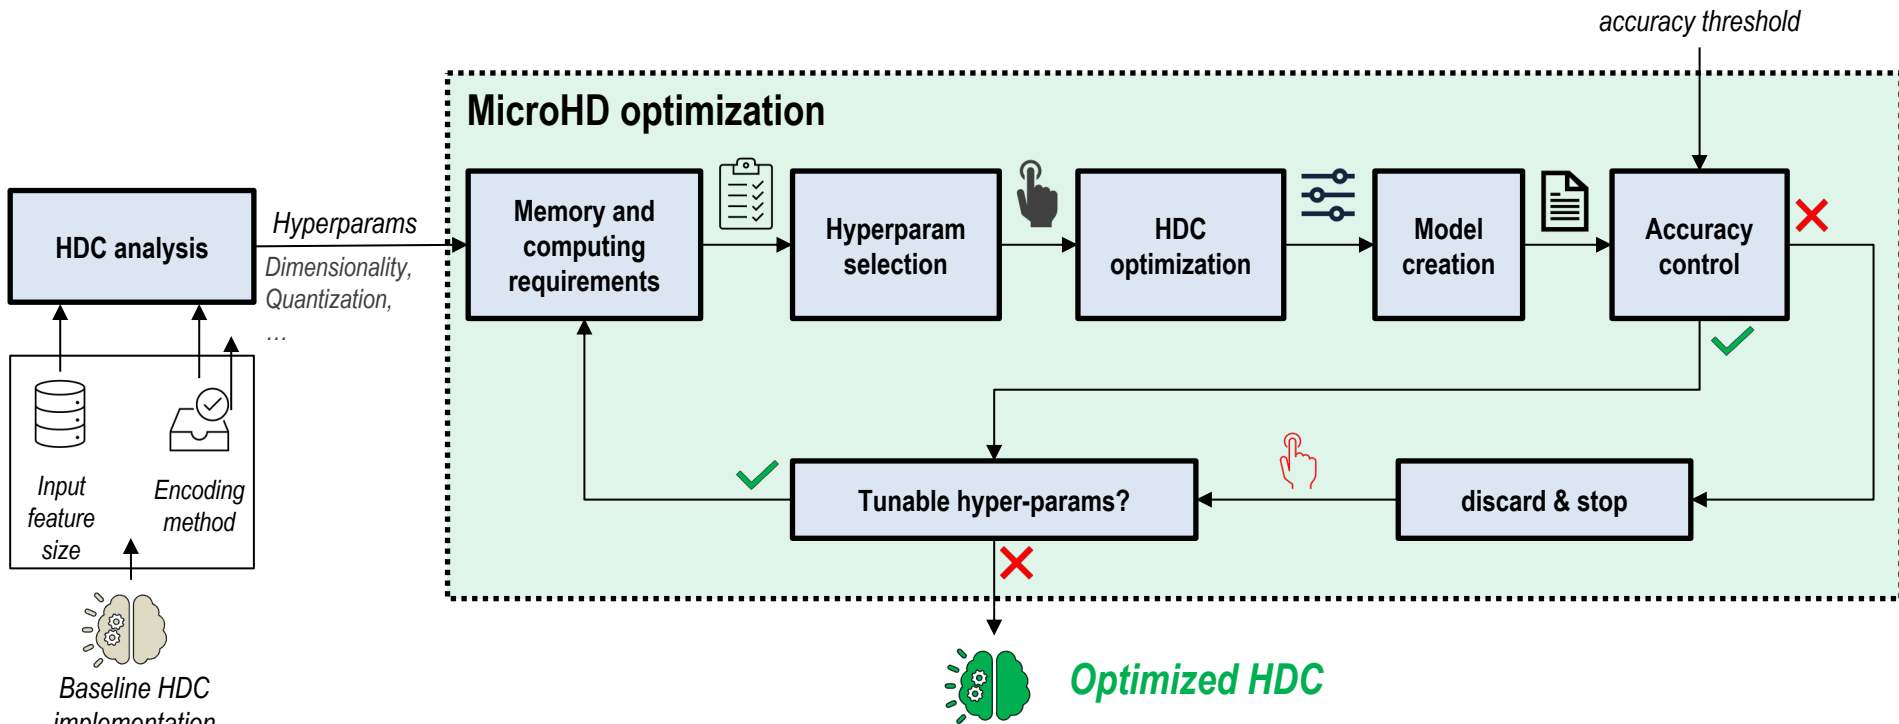 accuracy threshold
MicroHD optimization
HDC analysis
Hyperparams
Dimensionality,
Quantization,
...
Memory and
computing
requirements
Hyperparam
selection
HDC
optimization
Model
creation
Accuracy
control
Input
feature
size
Encoding
method
Tunable hyper-params?
discard & stop
Baseline HDC
implementation
Optimized HDC